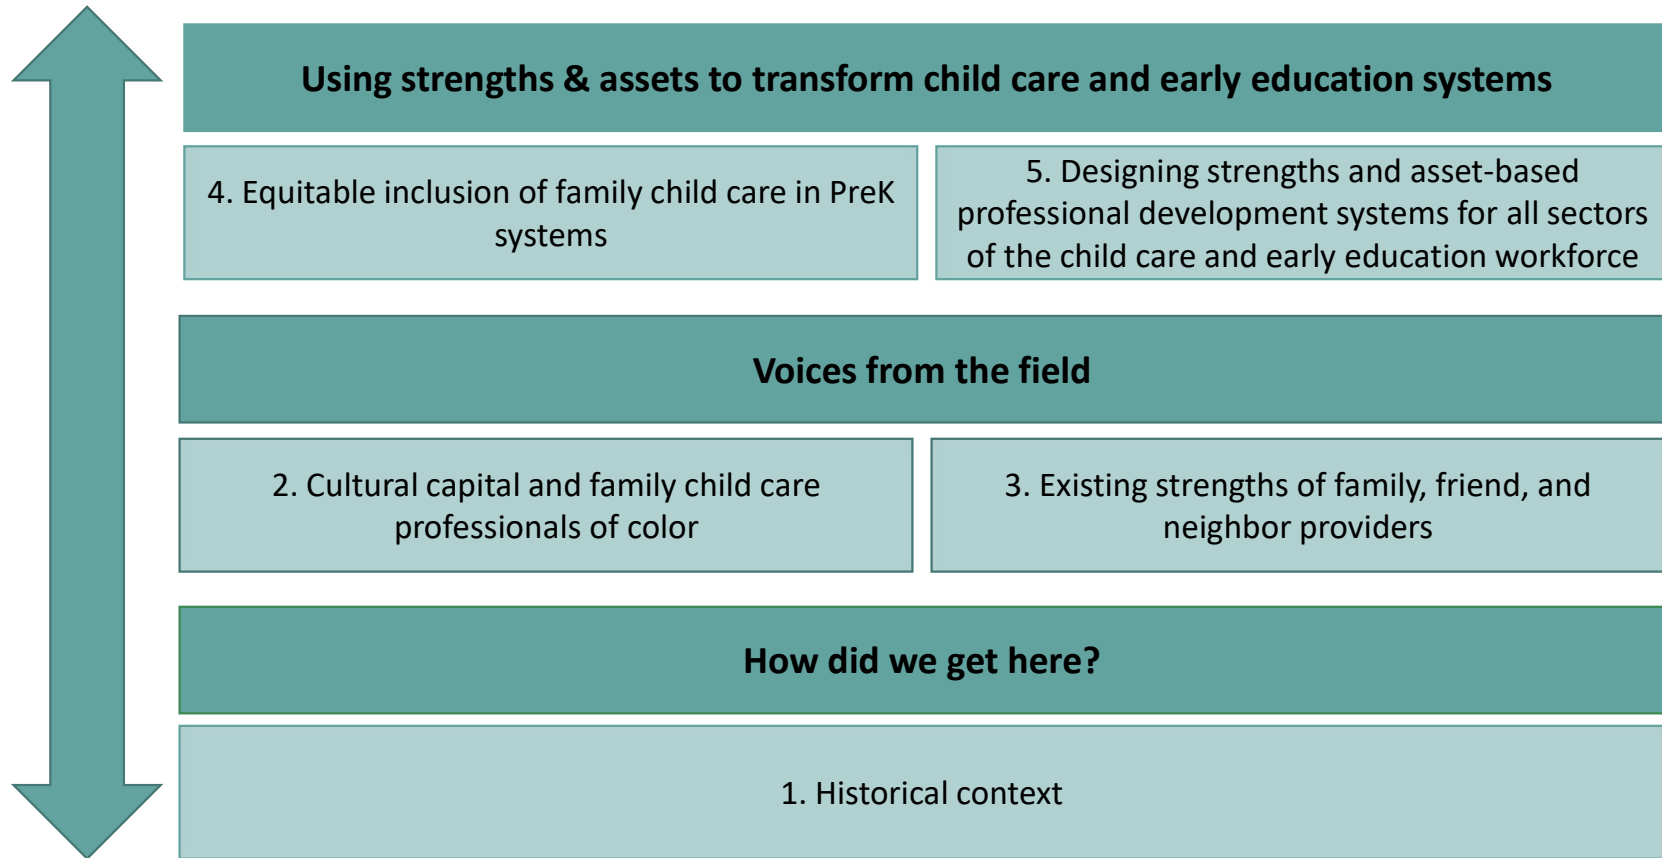 Using strengths & assets to transform child care and early education systems
4. Equitable inclusion of family child care in PreK
systems
5. Designing strengths and asset-based
professional development systems for all sectors
of the child care and early education workforce
Voices from the field
2. Cultural capital and family child care
professionals of color
3. Existing strengths of family, friend, and
neighbor providers
How did we get here?
1. Historical context